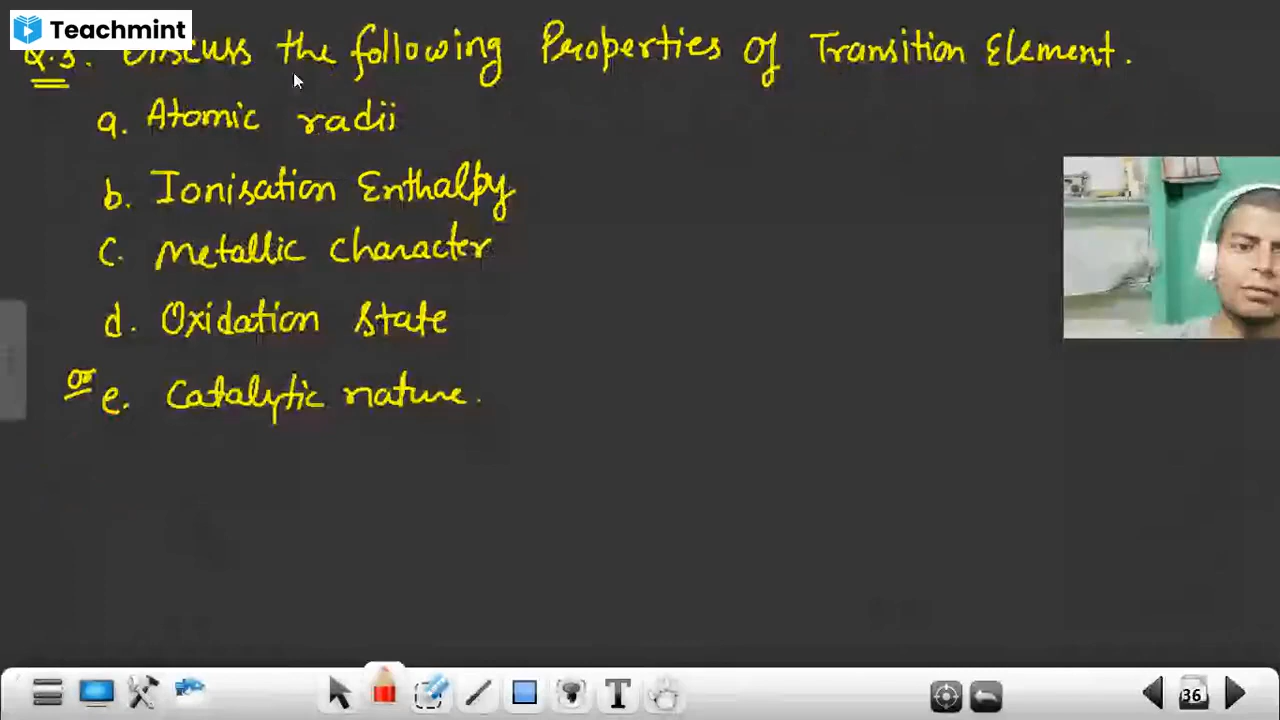 Teachmint
Q.3. Discuss the following Properties of Transition Element.
a. Atomic radii
b. Ionisation Enthalpy
c. Metallic character
d. Oxidation state
or e. Catalytic nature.
T
36